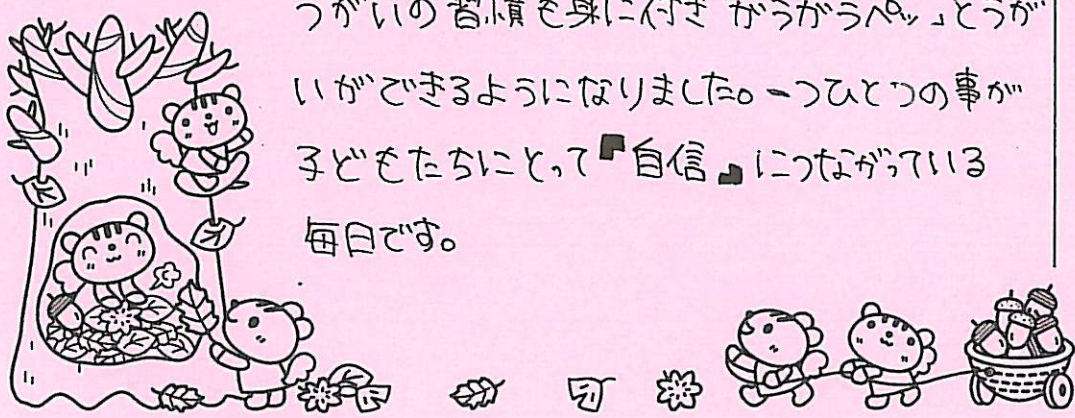 うがいの習慣も身に付き がらがらペッ」とうが
いができるようになりました。一つひとつの事が
子どもたちにとって『自信』につながっている
毎日です。